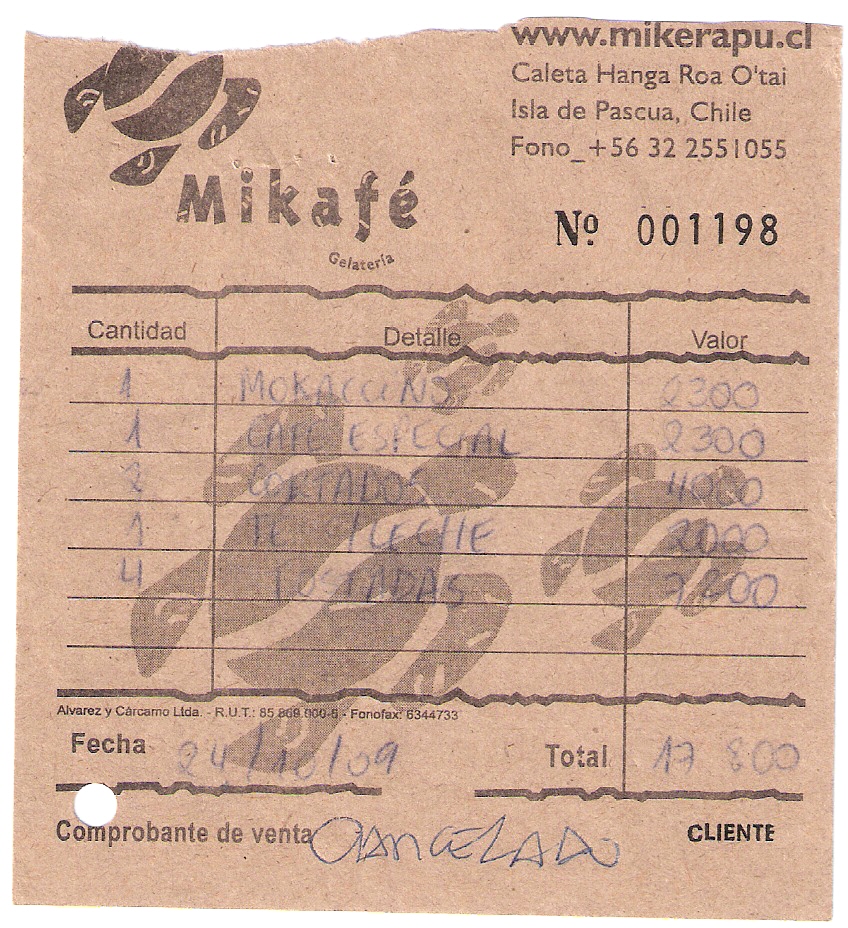 www.mikerapu.cl
Caleta Hanga Roa O'tai
Isla de Pascua, Chile
Fono_+56 32 2551055
Mikafé
Gelatería
Nº 001198
Cantidad Detalle Valor
1 MOKACCINO 2300
1 CAFE ESPECIAL 2300
2 CORTADOS 4000
1 TE C/LECHE 2000
4 TOSTADAS 7200
Alvarez y Cárcamo Ltda. - R.U.T.: 85.869.000-5 - Fonofax: 6344733
Fecha 24/10/09 Total 17 800
Comprobante de venta CANCELADO CLIENTE